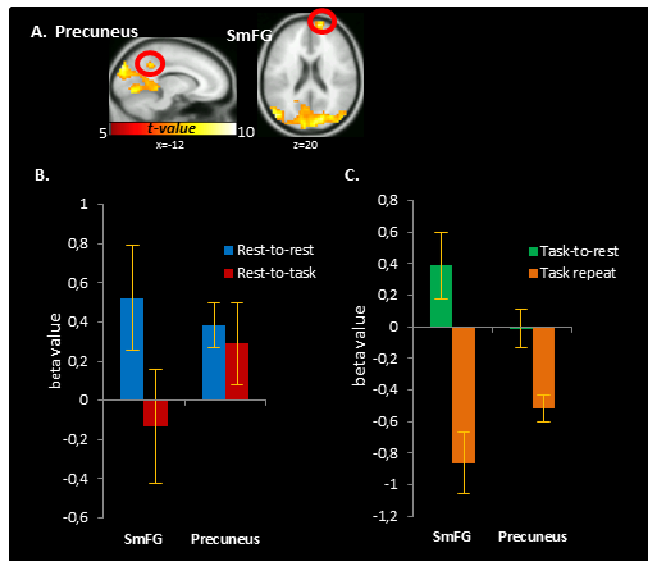 A. Precuneus
SmFG
5 t-value 10
x=-12
z=20
B.
1
0,8
0,6
0,4
0,2
0
-0,2
-0,4
-0,6
beta value
Rest-to-rest
Rest-to-task
SmFG Precuneus
C.
0,8
0,6
0,4
0,2
0
-0,2
-0,4
-0,6
-0,8
-1
-1,2
beta value
Task-to-rest
Task repeat
SmFG Precuneus